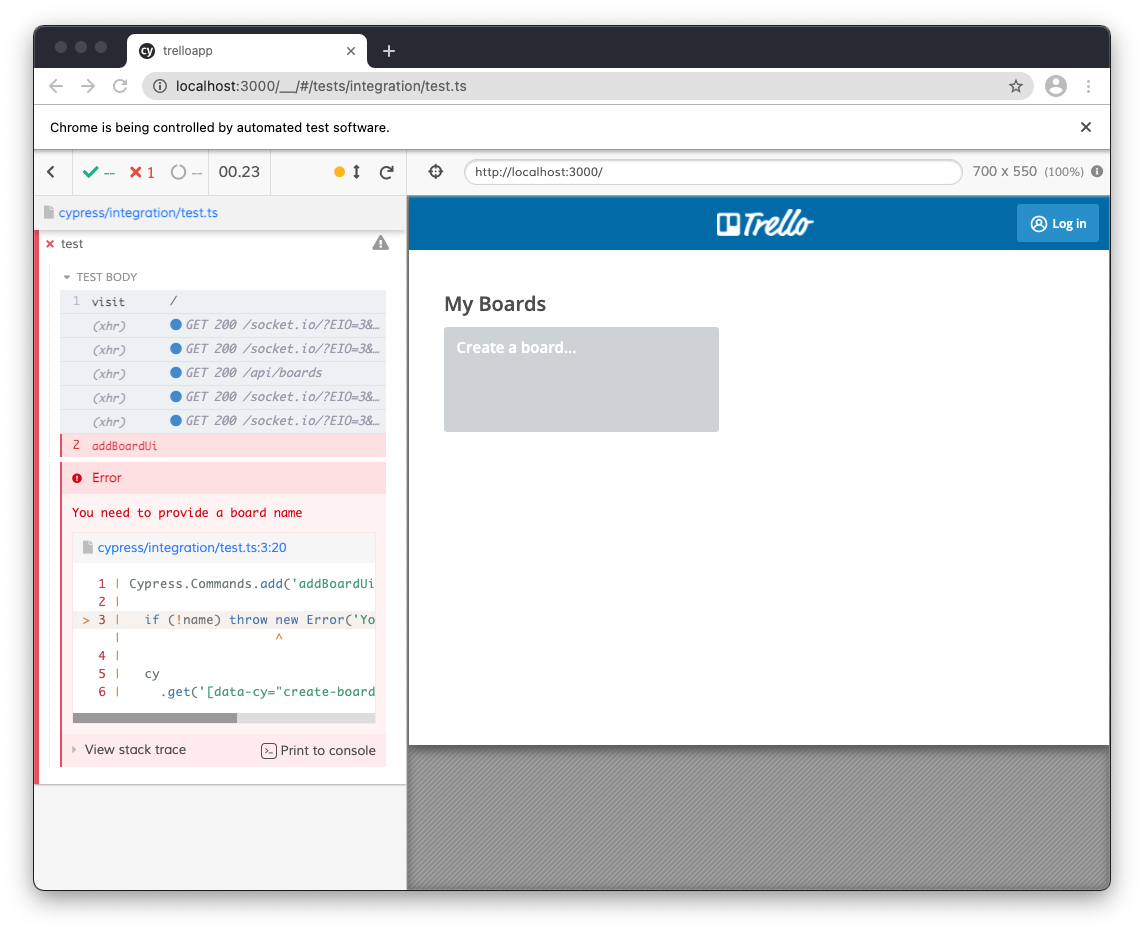 cy trelloapp
localhost:3000/__/#/tests/integration/test.ts
Chrome is being controlled by automated test software.
-- 1 -- 00.23
http://localhost:3000/ 700 x 550 (100%)
cypress/integration/test.ts
test
TEST BODY
1 visit /
(xhr) GET 200 /socket.io/?EIO=3&…
(xhr) GET 200 /socket.io/?EIO=3&…
(xhr) GET 200 /api/boards
(xhr) GET 200 /socket.io/?EIO=3&…
(xhr) GET 200 /socket.io/?EIO=3&…
2 addBoardUi
Error
You need to provide a board name
cypress/integration/test.ts:3:20
1 | Cypress.Commands.add('addBoardUi
2 |
> 3 | if (!name) throw new Error('Yo
| ^
4 |
5 | cy
6 | .get('[data-cy="create-board
View stack trace
Print to console
Trello
Log in
My Boards
Create a board...